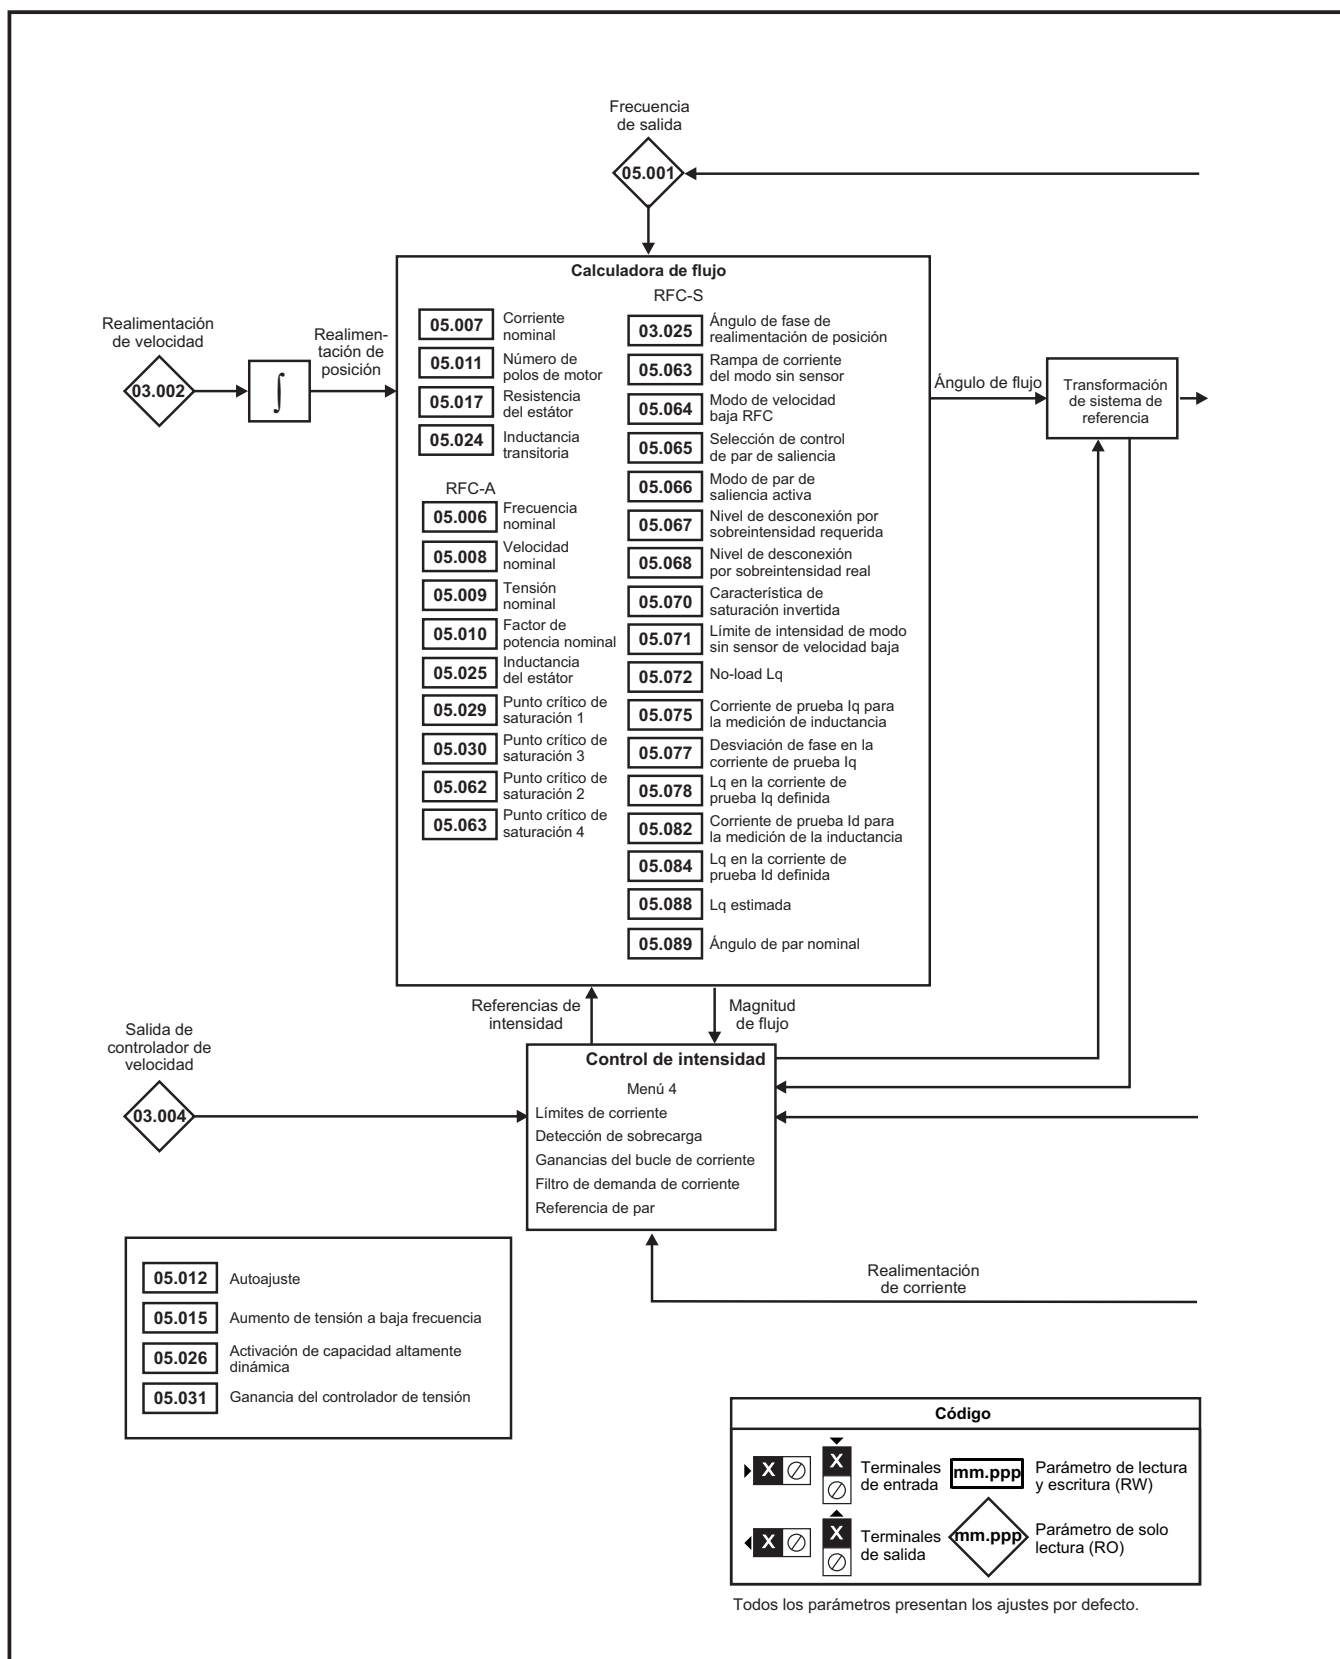 Frecuencia
de salida
05.001
Calculadora de flujo
Realimentación
de velocidad
03.002
∫
Realimen-
tación de
posición
05.007
Corriente
nominal
05.011
Número de
polos de motor
05.017
Resistencia
del estátor
05.024
Inductancia
transitoria
RFC-A
05.006
Frecuencia
nominal
05.008
Velocidad
nominal
05.009
Tensión
nominal
05.010
Factor de
potencia nominal
05.025
Inductancia
del estátor
05.029
Punto crítico de
saturación 1
05.030
Punto crítico de
saturación 3
05.062
Punto crítico de
saturación 2
05.063
Punto crítico de
saturación 4
RFC-S
03.025
Ángulo de fase de
realimentación de posición
05.063
Rampa de corriente
del modo sin sensor
05.064
Modo de velocidad
baja RFC
05.065
Selección de control
de par de saliencia
05.066
Modo de par de
saliencia activa
05.067
Nivel de desconexión por
sobreintensidad requerida
05.068
Nivel de desconexión
por sobreintensidad real
05.070
Característica de
saturación invertida
05.071
Límite de intensidad de modo
sin sensor de velocidad baja
05.072
No-load Lq
05.075
Corriente de prueba Iq para
la medición de inductancia
05.077
Desviación de fase en la
corriente de prueba Iq
05.078
Lq en la corriente de
prueba Iq definida
05.082
Corriente de prueba Id para
la medición de la inductancia
05.084
Lq en la corriente de
prueba Id definida
05.088
Lq estimada
05.089
Ángulo de par nominal
Ángulo de flujo
Transformación
de sistema de
referencia
Referencias de
intensidad
Magnitud
de flujo
Salida de
controlador de
velocidad
03.004
Control de intensidad
Menú 4
Límites de corriente
Detección de sobrecarga
Ganancias del bucle de corriente
Filtro de demanda de corriente
Referencia de par
Realimentación
de corriente
05.012
Autoajuste
05.015
Aumento de tensión a baja frecuencia
05.026
Activación de capacidad altamente
dinámica
05.031
Ganancia del controlador de tensión
Código
X
X
Terminales
de entrada
mm.ppp
Parámetro de lectura
y escritura (RW)
X
X
Terminales
de salida
mm.ppp
Parámetro de solo
lectura (RO)
Todos los parámetros presentan los ajustes por defecto.